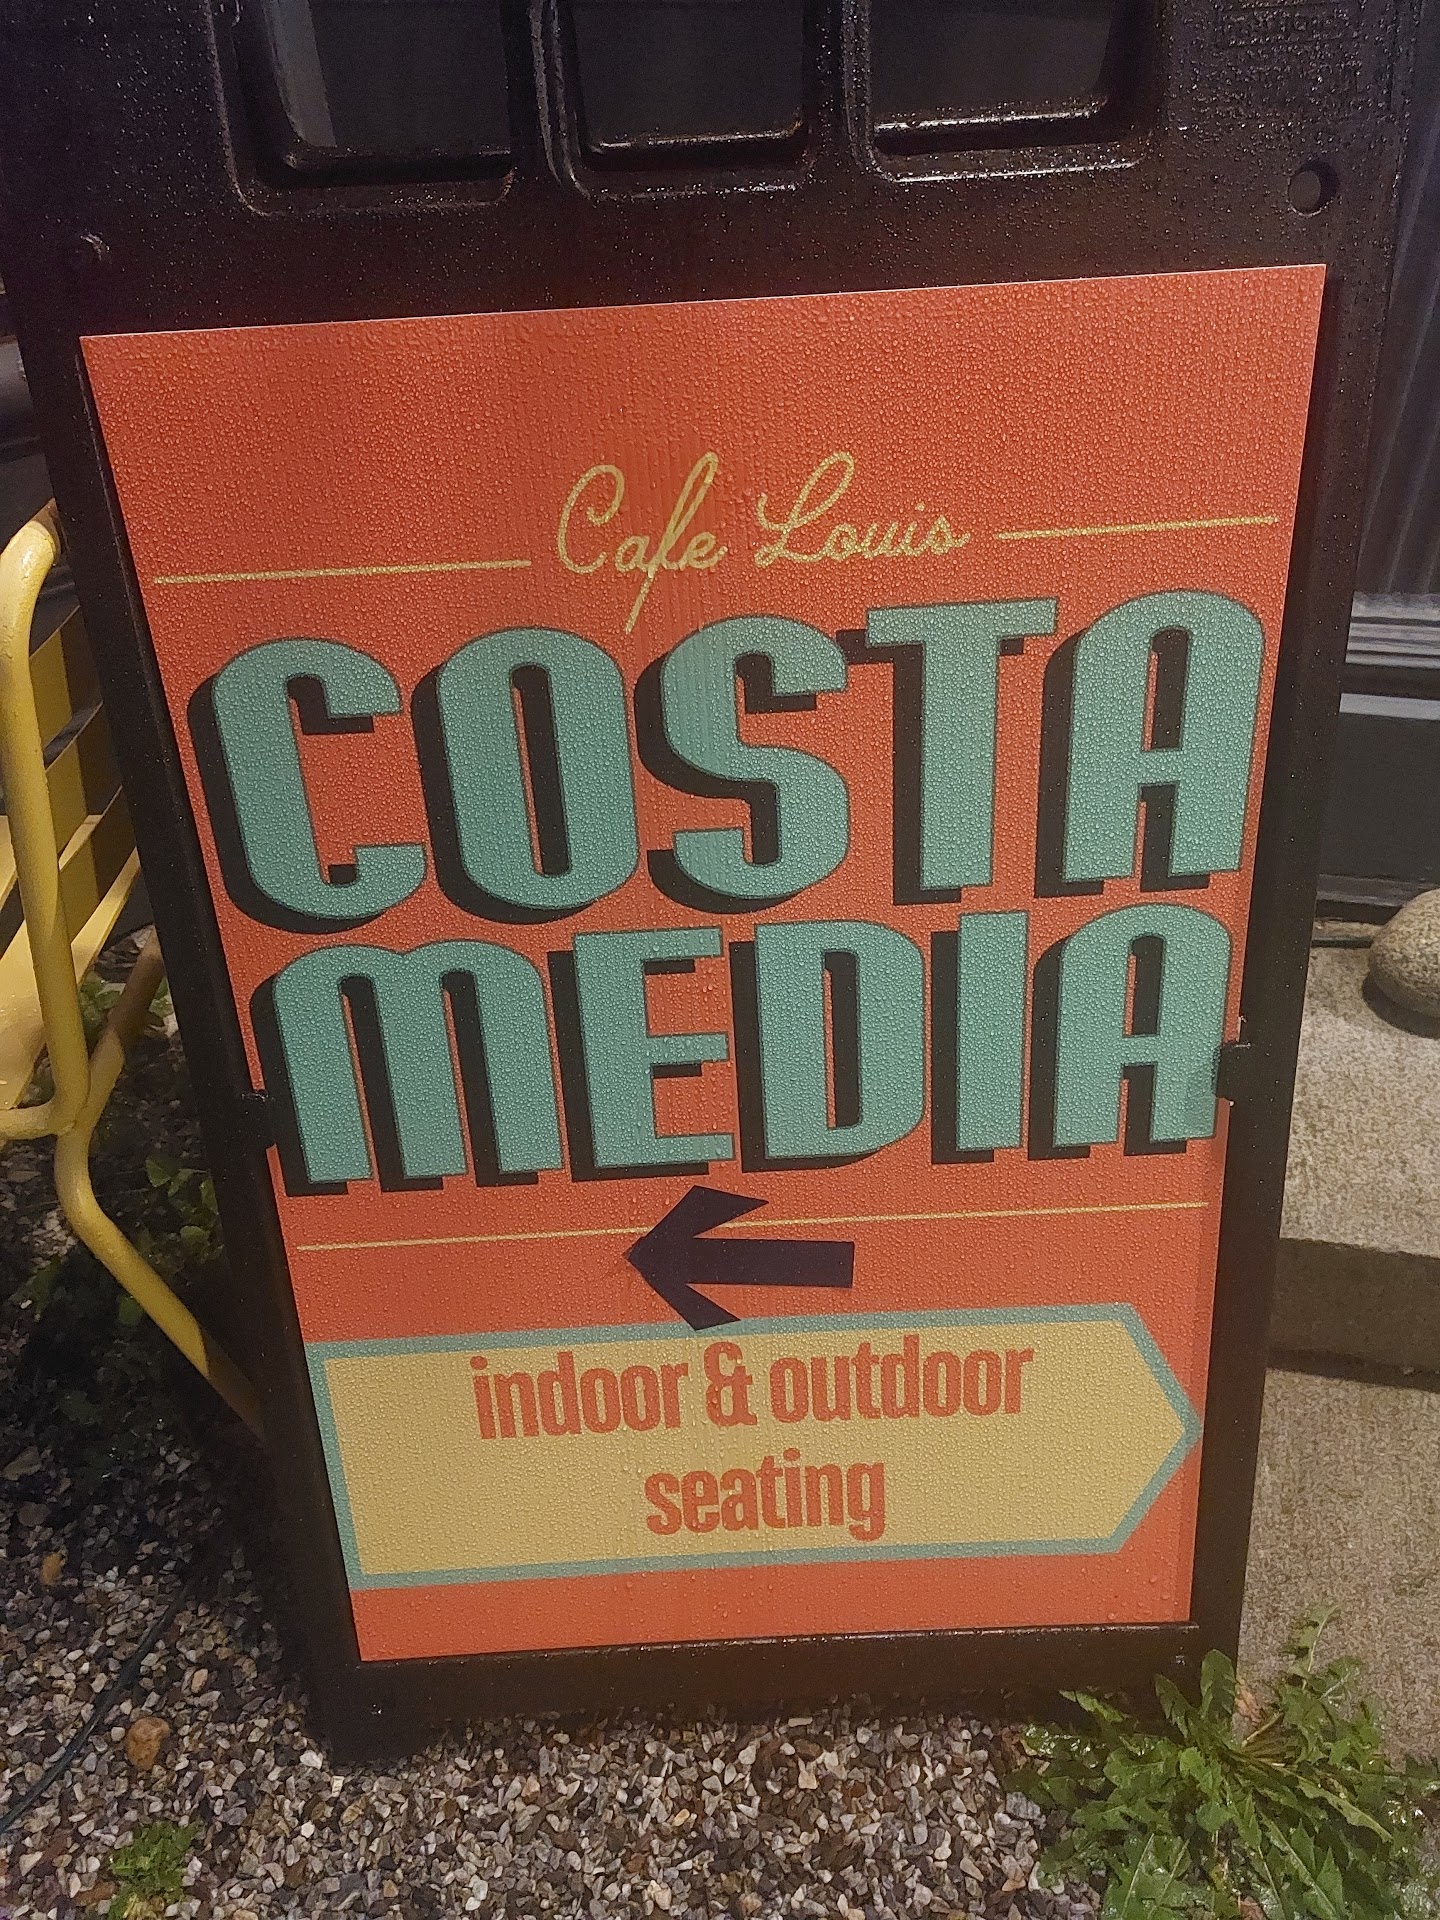 Cafe Louis
COSTA
MEDIA
indoor & outdoor
seating